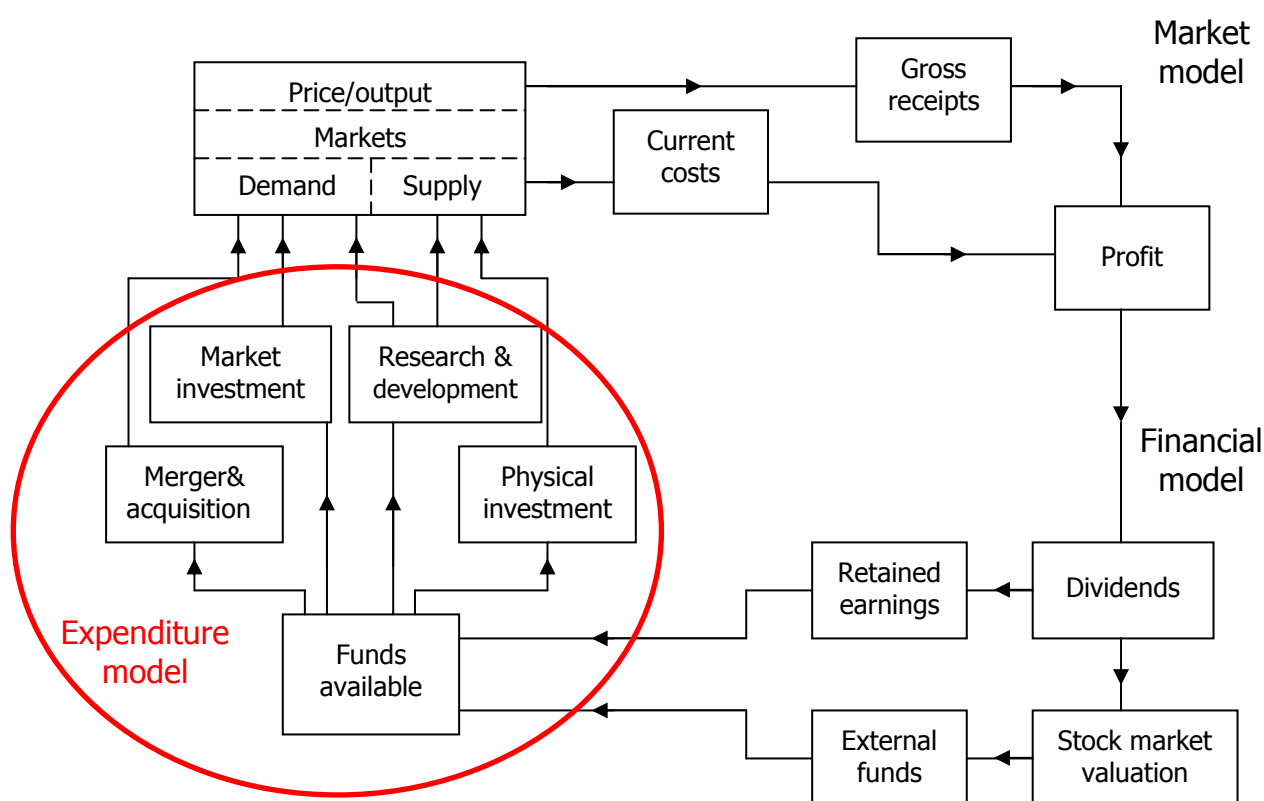 Market
model
Gross
receipts
Price/output
Markets
Demand
Supply
Current
costs
Profit
Market
investment
Research &
development
Merger&
acquisition
Physical
investment
Financial
model
Retained
earnings
Dividends
Expenditure
model
Funds
available
External
funds
Stock market
valuation